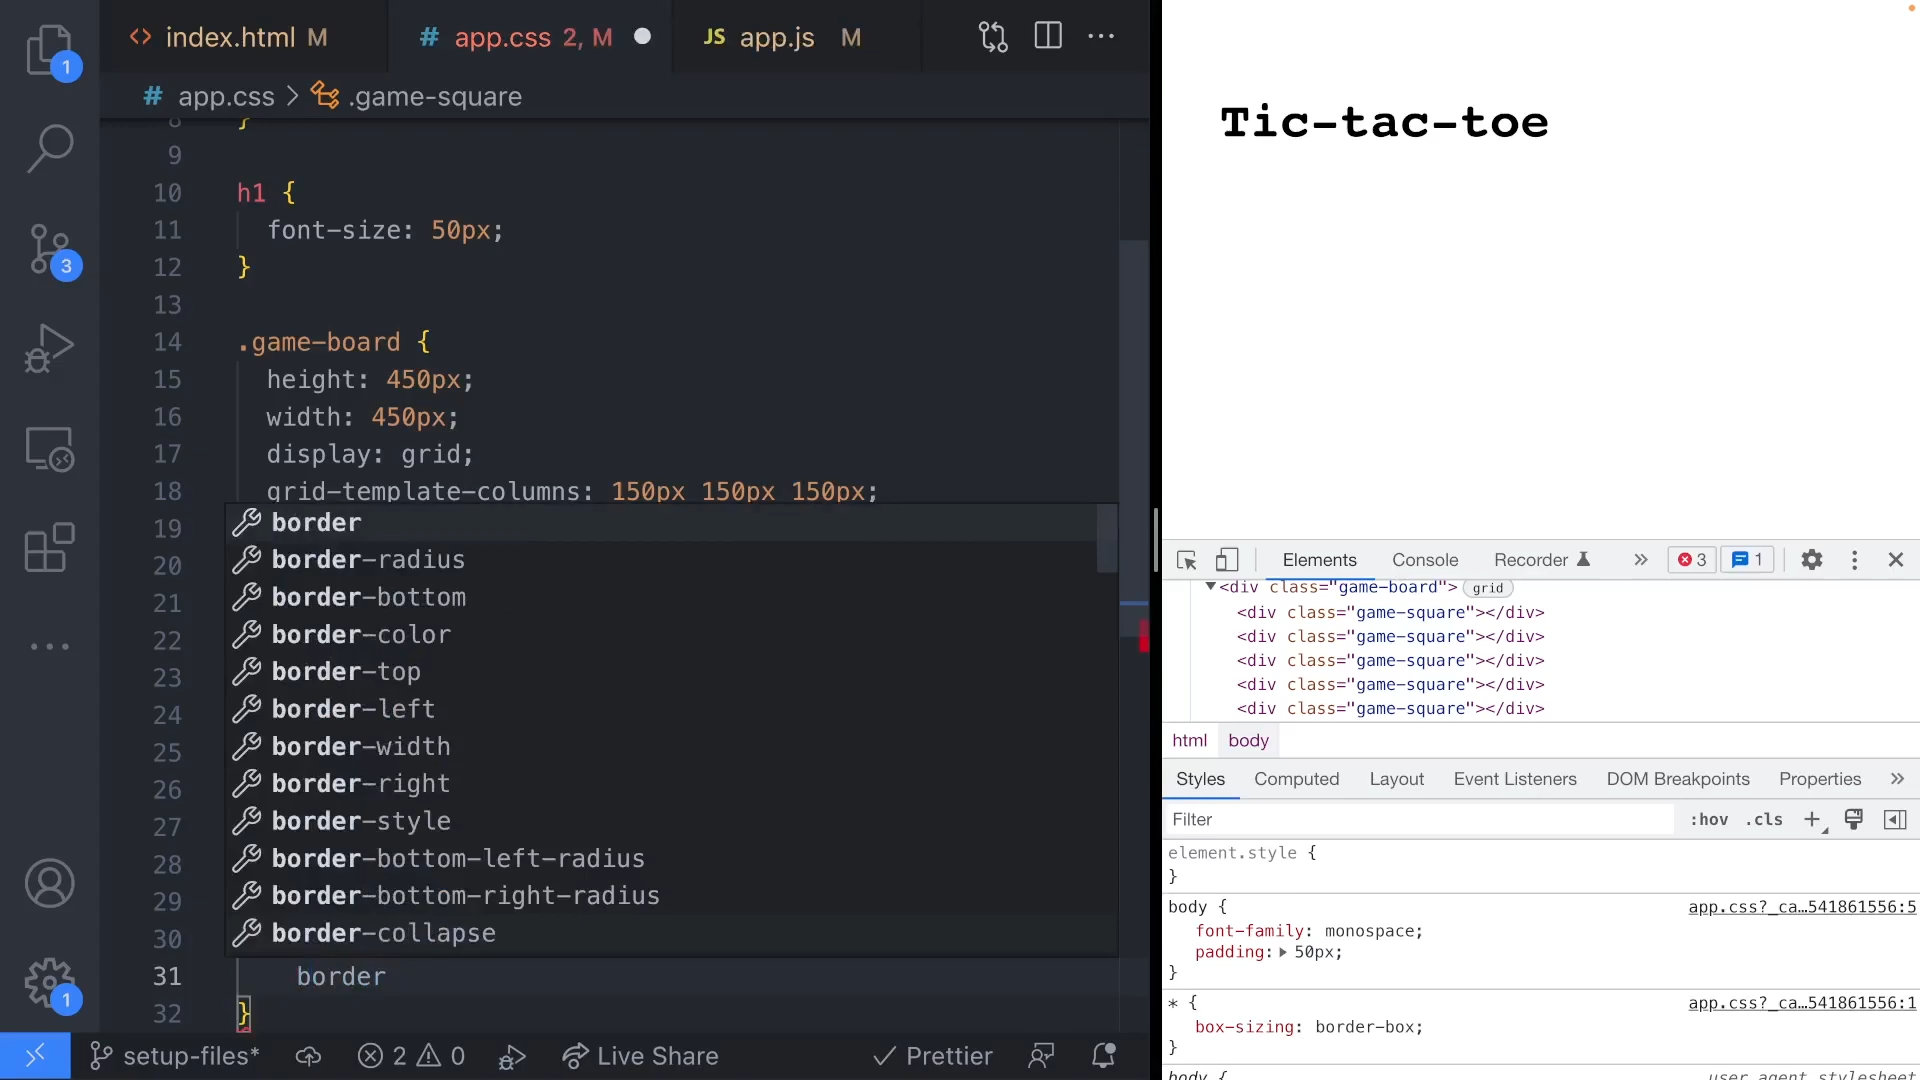 1
3
1
<> index.html M
# app.css 2, M
JS app.js M
# app.css > .game-square
8 }
9
10 h1 {
11 font-size: 50px;
12 }
13
14 .game-board {
15 height: 450px;
16 width: 450px;
17 display: grid;
18 grid-template-columns: 150px 150px 150px;
19
20
21
22
23
24
25
26
27
28
29
30
border
border-radius
border-bottom
border-color
border-top
border-left
border-width
border-right
border-style
border-bottom-left-radius
border-bottom-right-radius
border-collapse
31 border
32 }
setup-files* 2 0 Live Share Prettier
Tic-tac-toe
Elements Console Recorder 3 1
<div class="game-board"> grid
<div class="game-square"></div>
<div class="game-square"></div>
<div class="game-square"></div>
<div class="game-square"></div>
<div class="game-square"></div>
html body
Styles Computed Layout Event Listeners DOM Breakpoints Properties
Filter :hov .cls +
element.style {
}
body { app.css?_ca…541861556:5
font-family: monospace;
padding: 50px;
}
* { app.css?_ca…541861556:1
box-sizing: border-box;
}
body { user agent stylesheet